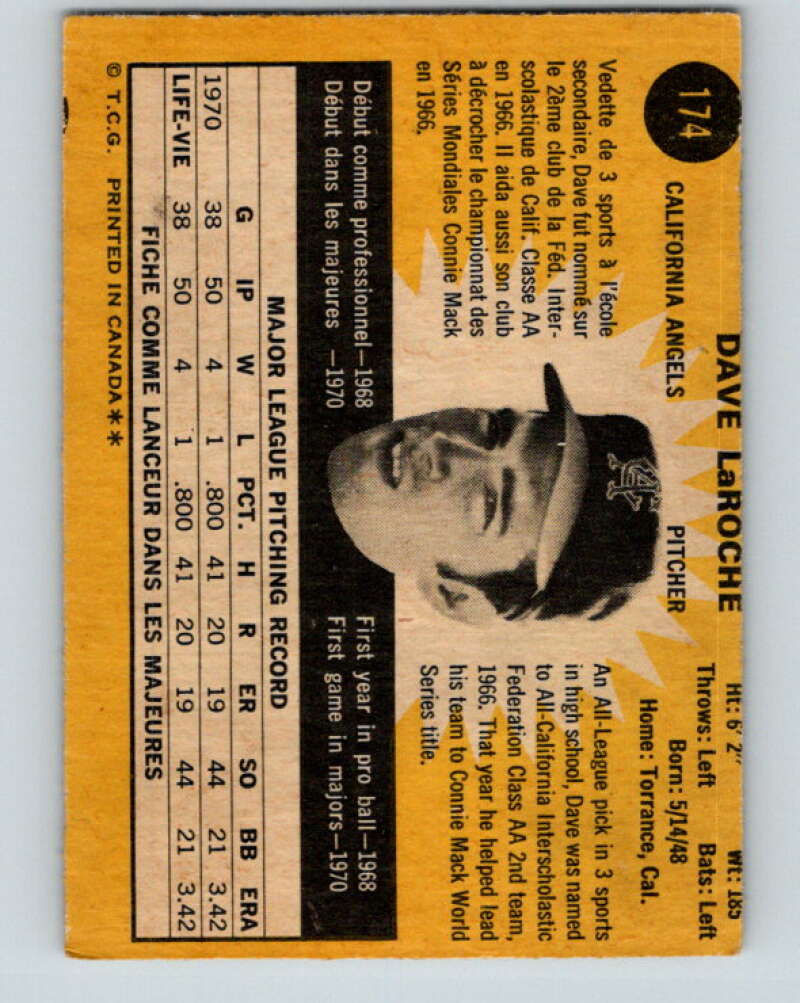 174
DAVE LaROCHE
CALIFORNIA ANGELS PITCHER
Ht: 6' 2" Wt: 185
Throws: Left Bats: Left
Born: 5/14/48
Home: Torrance, Cal.
Vedette de 3 sports à l'école
secondaire, Dave fut nommé sur
le 2ème club de la Féd. Inter-
scolastique de Calif. Classe AA
en 1966. Il aida aussi son club
à décrocher le championnat des
Séries Mondiales Connie Mack
en 1966.
An All-League pick in 3 sports
in high school, Dave was named
to All-California Interscholastic
Federation Class AA 2nd team,
1966. That year he helped lead
his team to Connie Mack World
Series title.
Début comme professionnel—1968
Début dans les majeures —1970
First year in pro ball—1968
First game in majors—1970
MAJOR LEAGUE PITCHING RECORD
G IP W L PCT. H R ER SO BB ERA
1970 38 50 4 1 .800 41 20 19 44 21 3.42
LIFE-VIE 38 50 4 1 .800 41 20 19 44 21 3.42
FICHE COMME LANCEUR DANS LES MAJEURES
© T.C.G. PRINTED IN CANADA**